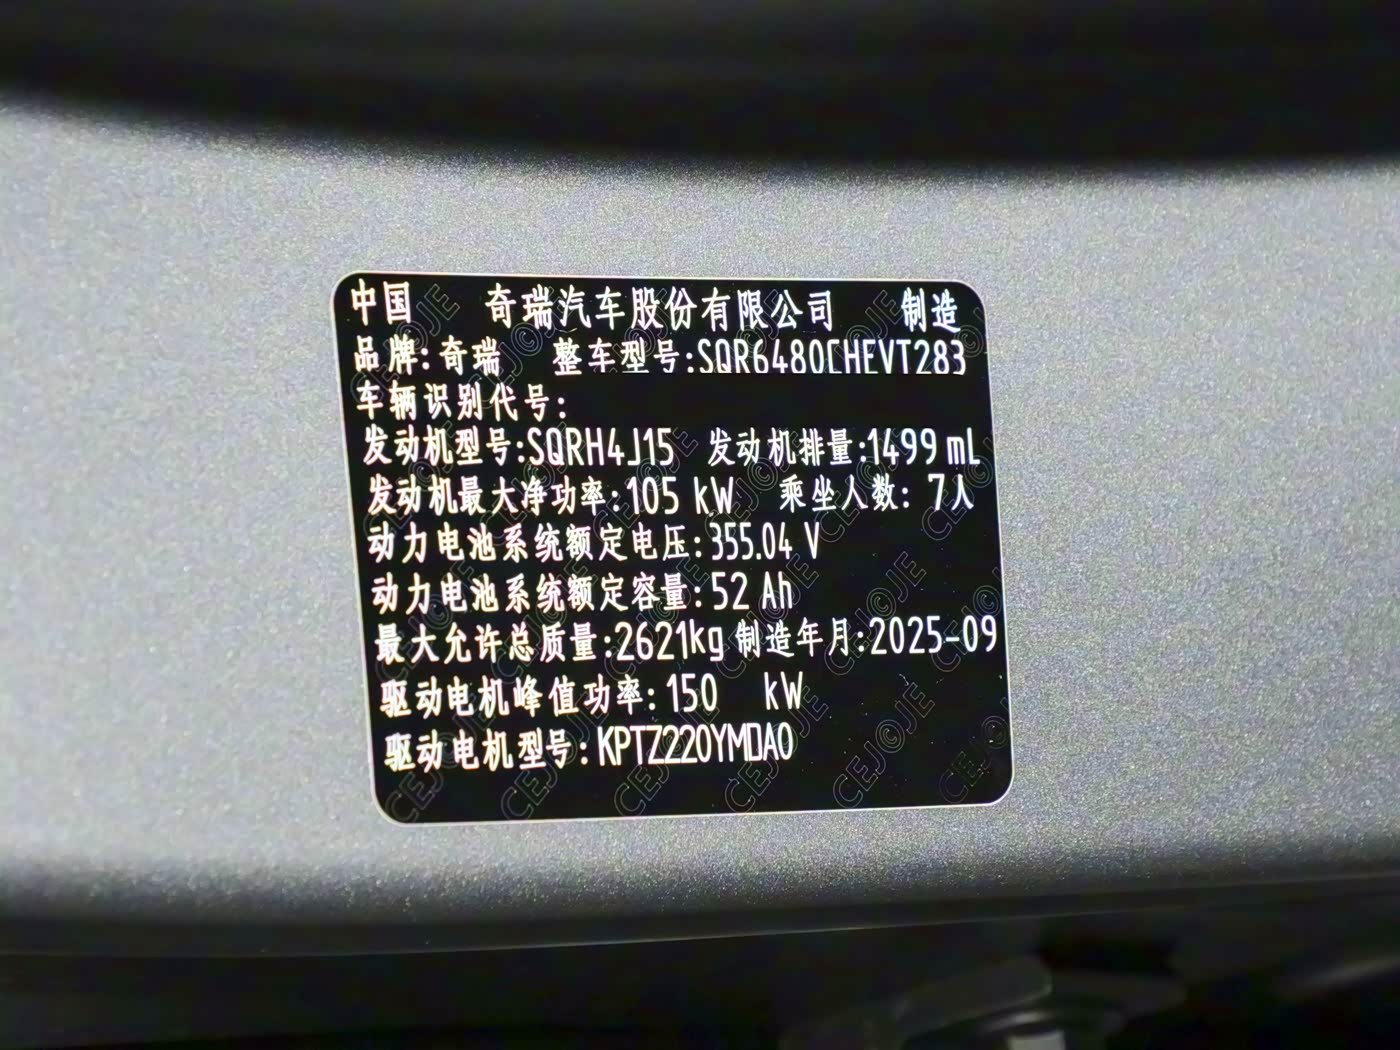 中国 奇瑞汽车股份有限公司 制造
品牌:奇瑞 整车型号:SQR6480CHEVT283
车辆识别代号:
发动机型号:SQRH4J15 发动机排量:1499 mL
发动机最大净功率:105 kW 乘坐人数: 7人
动力电池系统额定电压:355.04 V
动力电池系统额定容量:52 Ah
最大允许总质量:2621kg 制造年月:2025-09
驱动电机峰值功率:150 kW
驱动电机型号:KPTZ220YMDA0